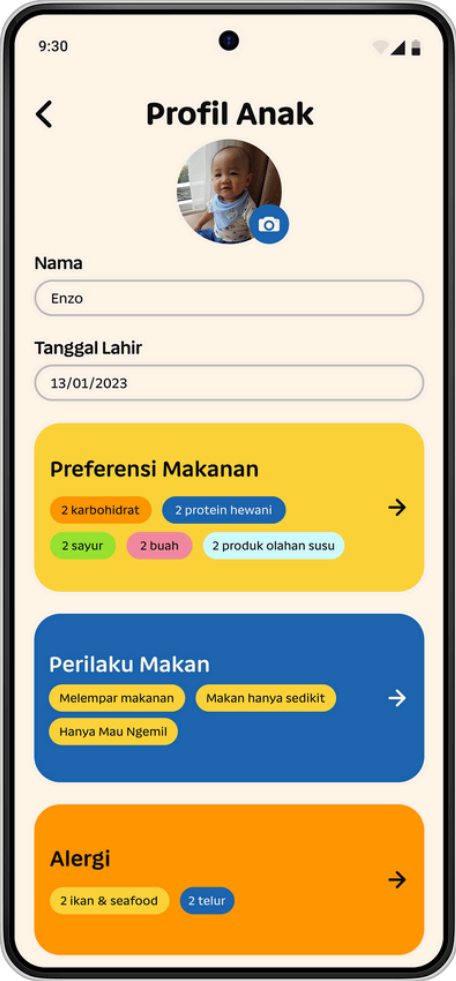 9:30
Profil Anak
Nama
Enzo
Tanggal Lahir
13/01/2023
Preferensi Makanan
2 karbohidrat 2 protein hewani
2 sayur 2 buah 2 produk olahan susu
Perilaku Makan
Melempar makanan Makan hanya sedikit
Hanya Mau Ngemil
Alergi
2 ikan & seafood 2 telur